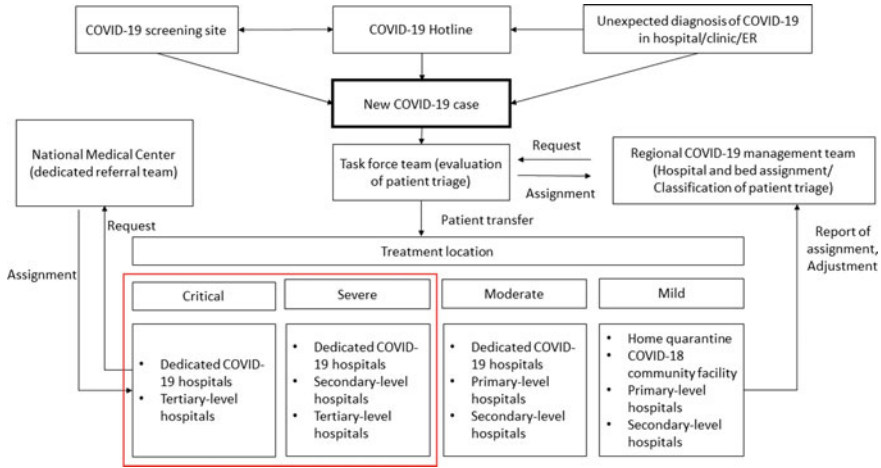 COVID-19 screening site
COVID-19 Hotline
Unexpected diagnosis of COVID-19
in hospital/clinic/ER
New COVID-19 case
National Medical Center
(dedicated referral team)
Task force team (evaluation
of patient triage)
Request
Assignment
Regional COVID-19 management team
(Hospital and bed assignment/
Classification of patient triage)
Request
Assignment
Patient transfer
Report of
assignment,
Adjustment
Treatment location
Critical
Severe
Moderate
Mild
• Dedicated COVID-
19 hospitals
• Tertiary-level
hospitals
• Dedicated COVID-
19 hospitals
• Secondary-level
hospitals
• Tertiary-level
hospitals
• Dedicated COVID-
19 hospitals
• Primary-level
hospitals
• Secondary-level
hospitals
• Home quarantine
• COVID-18
community facility
• Primary-level
hospitals
• Secondary-level
hospitals